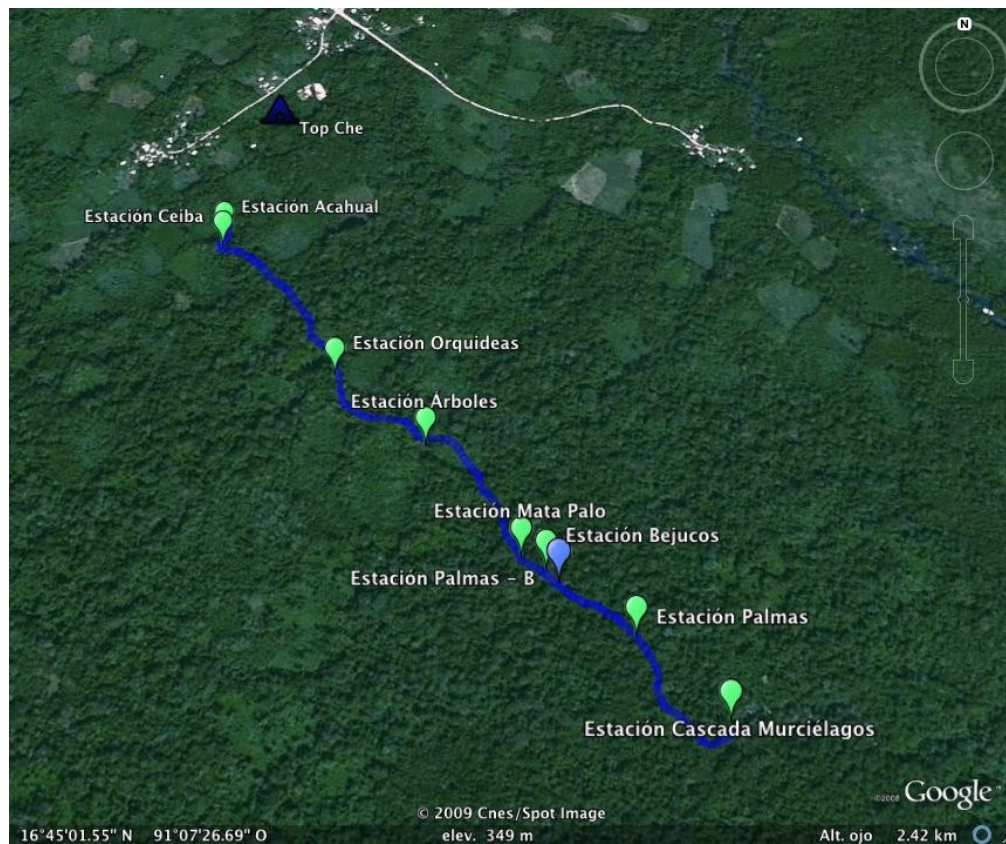 N
Top Che
Estación Acahual
Estación Ceiba
Estación Orquideas
Estación Árboles
Estación Mata Palo
Estación Bejucos
Estación Palmas - B
Estación Palmas
Estación Cascada Murciélagos
©2008 Google™
© 2009 Cnes/Spot Image
16°45'01.55" N 91°07'26.69" O elev. 349 m Alt. ojo 2.42 km